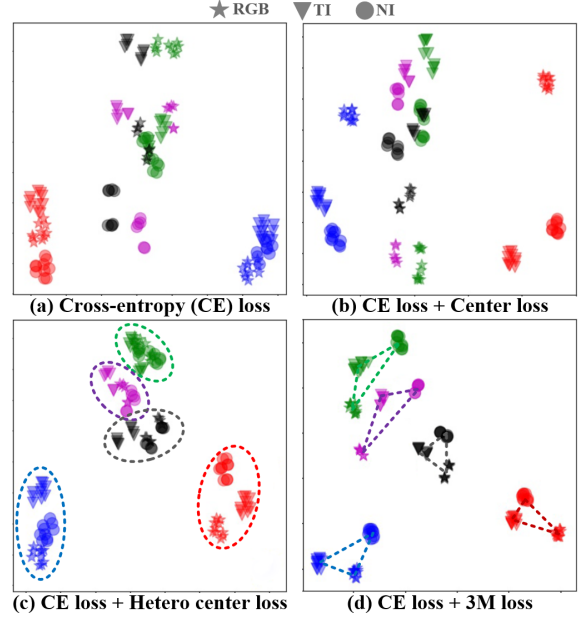 RGB TI NI
(a) Cross-entropy (CE) loss
(b) CE loss + Center loss
(c) CE loss + Hetero center loss
(d) CE loss + 3M loss